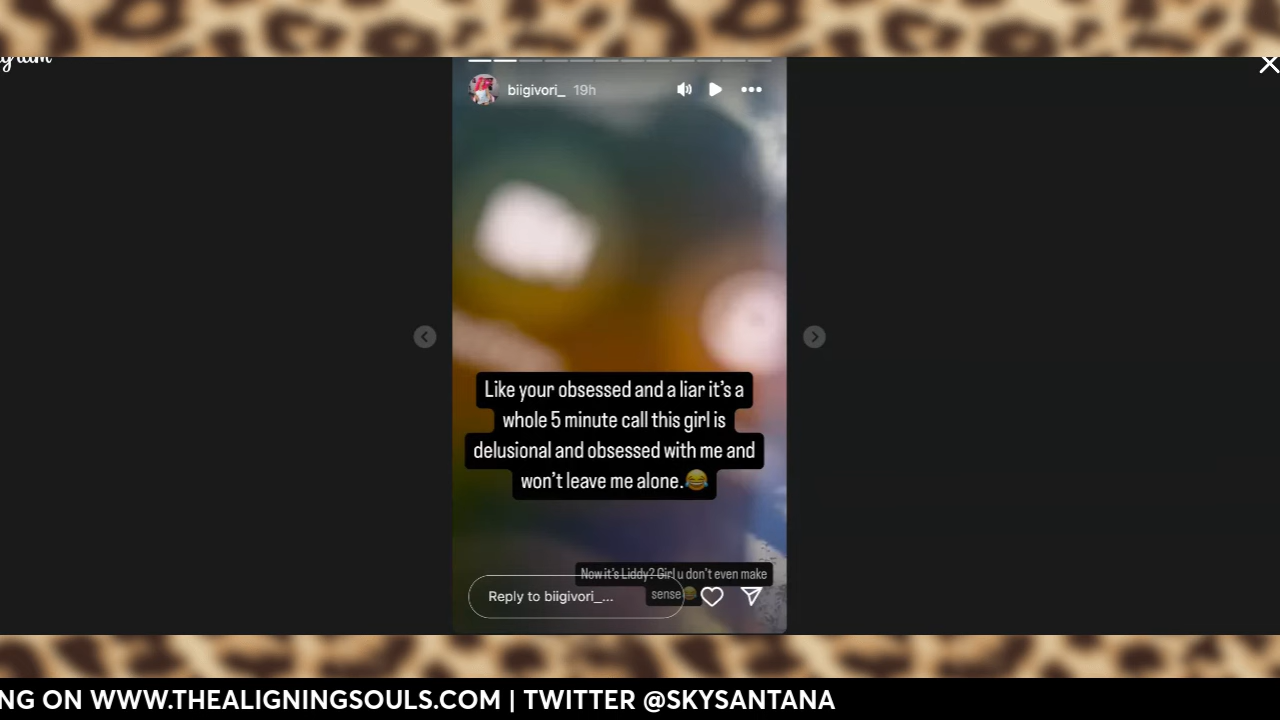 biigivori_ 19h
Like your obsessed and a liar it's a
whole 5 minute call this girl is
delusional and obsessed with me and
won't leave me alone.😂
Now it's Liddy? Girl u don't even make
sense😂
Reply to biigivori_...
NG ON WWW.THEALIGNINGSOULS.COM | TWITTER @SKYSANTANA